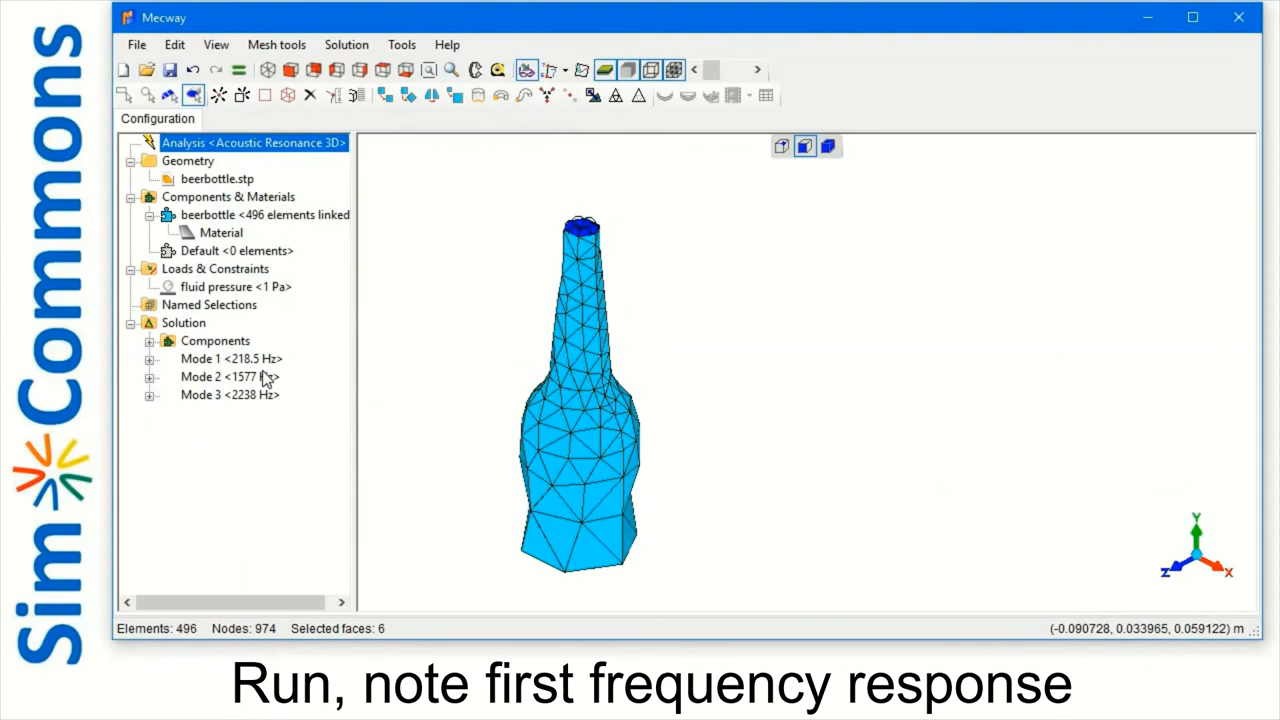 Sim Commons
Mecway
File Edit View Mesh tools Solution Tools Help
Configuration
Analysis <Acoustic Resonance 3D>
Geometry
beerbottle.stp
Components & Materials
beerbottle <496 elements linked
Material
Default <0 elements>
Loads & Constraints
fluid pressure <1 Pa>
Named Selections
Solution
Components
Mode 1 <218.5 Hz>
Mode 2 <1577 Hz>
Mode 3 <2238 Hz>
Y
Z
X
Elements: 496 Nodes: 974 Selected faces: 6 (-0.090728, 0.033965, 0.059122) m
Run, note first frequency response